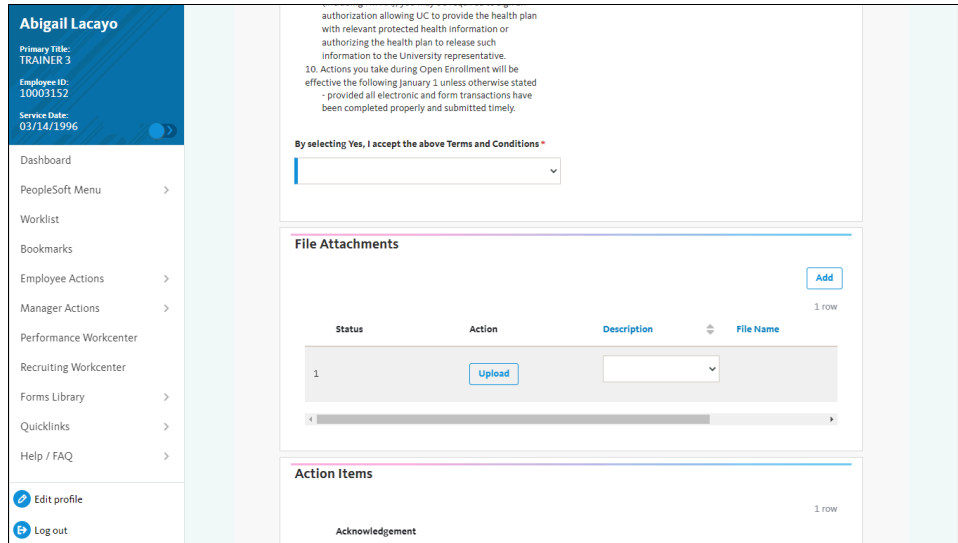 Abigail Lacayo
Primary Title:
TRAINER 3
Employee ID:
10003152
Service Date:
03/14/1996
Dashboard
PeopleSoft Menu
Worklist
Bookmarks
Employee Actions
Manager Actions
Performance Workcenter
Recruiting Workcenter
Forms Library
Quicklinks
Help / FAQ
Edit profile
Log out
authorization allowing UC to provide the health plan
with relevant protected health information or
authorizing the health plan to release such
information to the University representative.
10. Actions you take during Open Enrollment will be
effective the following January 1 unless otherwise stated
- provided all electronic and form transactions have
been completed properly and submitted timely.
By selecting Yes, I accept the above Terms and Conditions *
File Attachments
Add
1 row
Status Action Description File Name
1 Upload
Action Items
1 row
Acknowledgement